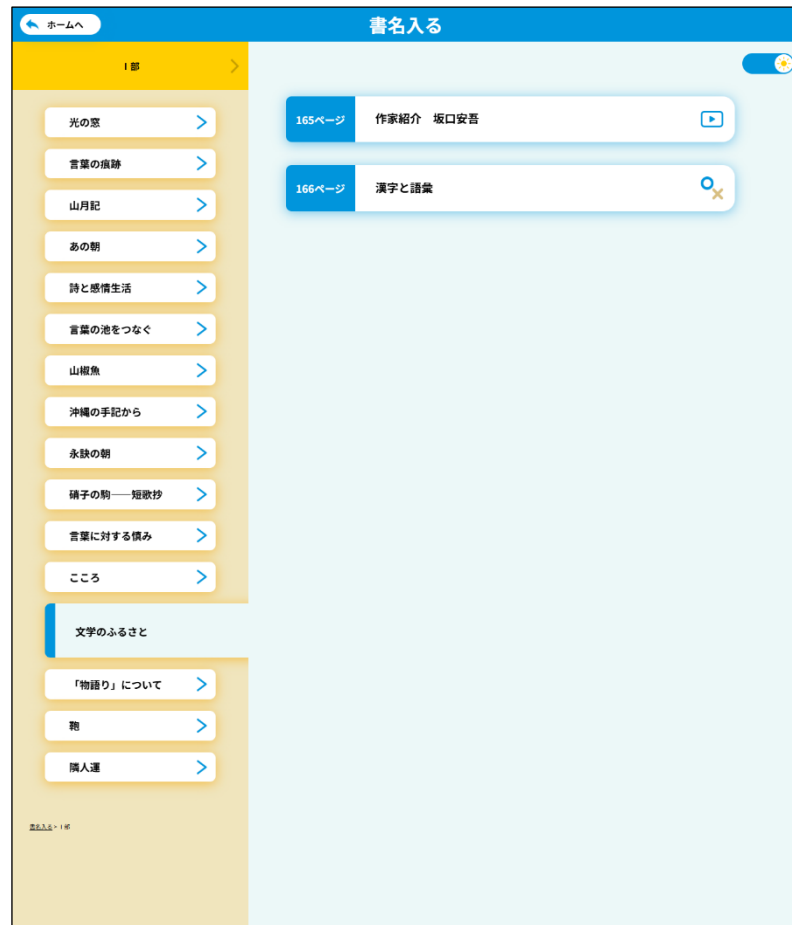 ホームへ
書名入る
I 部
光の窓
言葉の痕跡
山月記
あの朝
詩と感情生活
言葉の池をつなぐ
山椒魚
沖縄の手記から
永訣の朝
硝子の駒――短歌抄
言葉に対する慎み
こころ
文学のふるさと
「物語り」について
鞄
隣人運
書名入る > I 部
165ページ
作家紹介　坂口安吾
166ページ
漢字と語彙